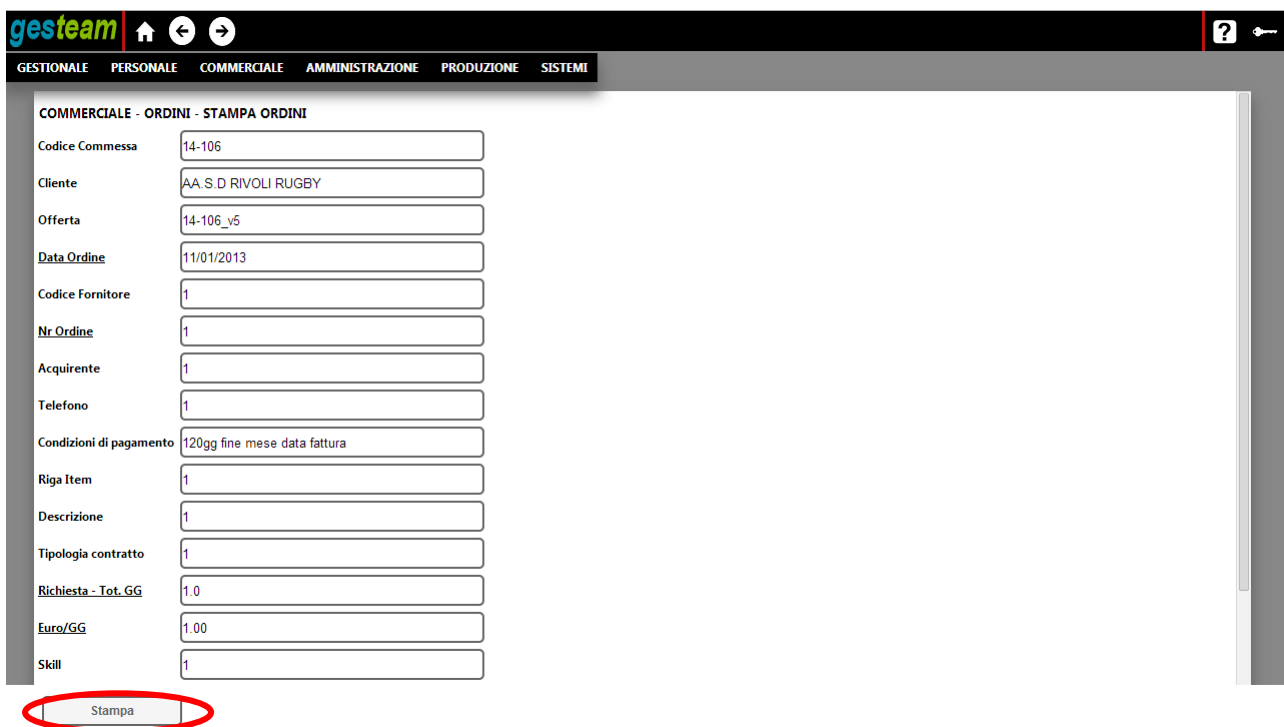 gesteam ?
GESTIONALE PERSONALE COMMERCIALE AMMINISTRAZIONE PRODUZIONE SISTEMI
COMMERCIALE - ORDINI - STAMPA ORDINI
Codice Commessa 14-106
Cliente AA.S.D RIVOLI RUGBY
Offerta 14-106_v5
Data Ordine 11/01/2013
Codice Fornitore 1
Nr Ordine 1
Acquirente 1
Telefono 1
Condizioni di pagamento 120gg fine mese data fattura
Riga Item 1
Descrizione 1
Tipologia contratto 1
Richiesta - Tot. GG 1.0
Euro/GG 1.00
Skill 1
Stampa